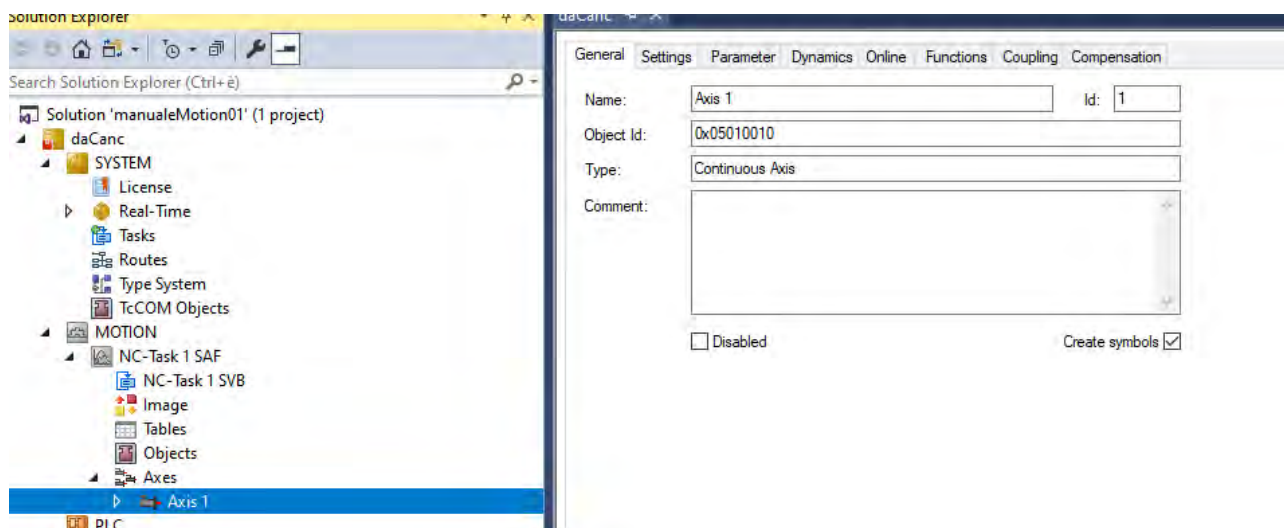 Solution Explorer
Search Solution Explorer (Ctrl+è)
Solution 'manualeMotion01' (1 project)
daCanc
SYSTEM
License
Real-Time
Tasks
Routes
Type System
TcCOM Objects
MOTION
NC-Task 1 SAF
NC-Task 1 SVB
Image
Tables
Objects
Axes
Axis 1
PLC
daCanc
General Settings Parameter Dynamics Online Functions Coupling Compensation
Name: Axis 1 Id: 1
Object Id: 0x05010010
Type: Continuous Axis
Comment:
Disabled Create symbols